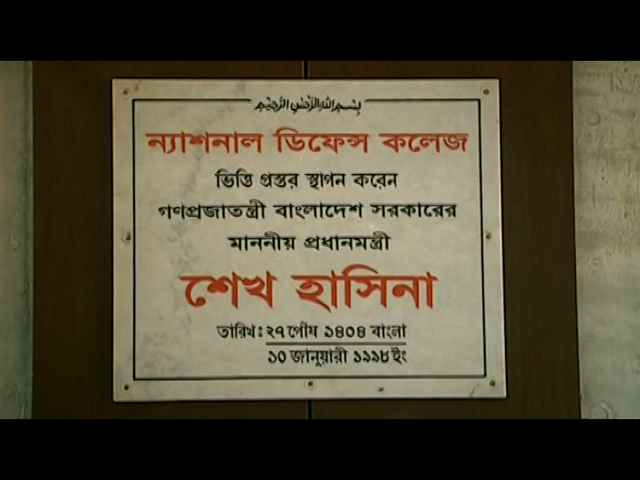 بسم الله الرحمن الرحيم
ন্যাশনাল ডিফেন্স কলেজ
ভিত্তি প্রস্তর স্থাপন করেন
গণপ্রজাতন্ত্রী বাংলাদেশ সরকারের
মাননীয় প্রধানমন্ত্রী
শেখ হাসিনা
তারিখ: ২৭ পৌষ ১৪০৪ বাংলা
১০ জানুয়ারী ১৯৯৮ ইং